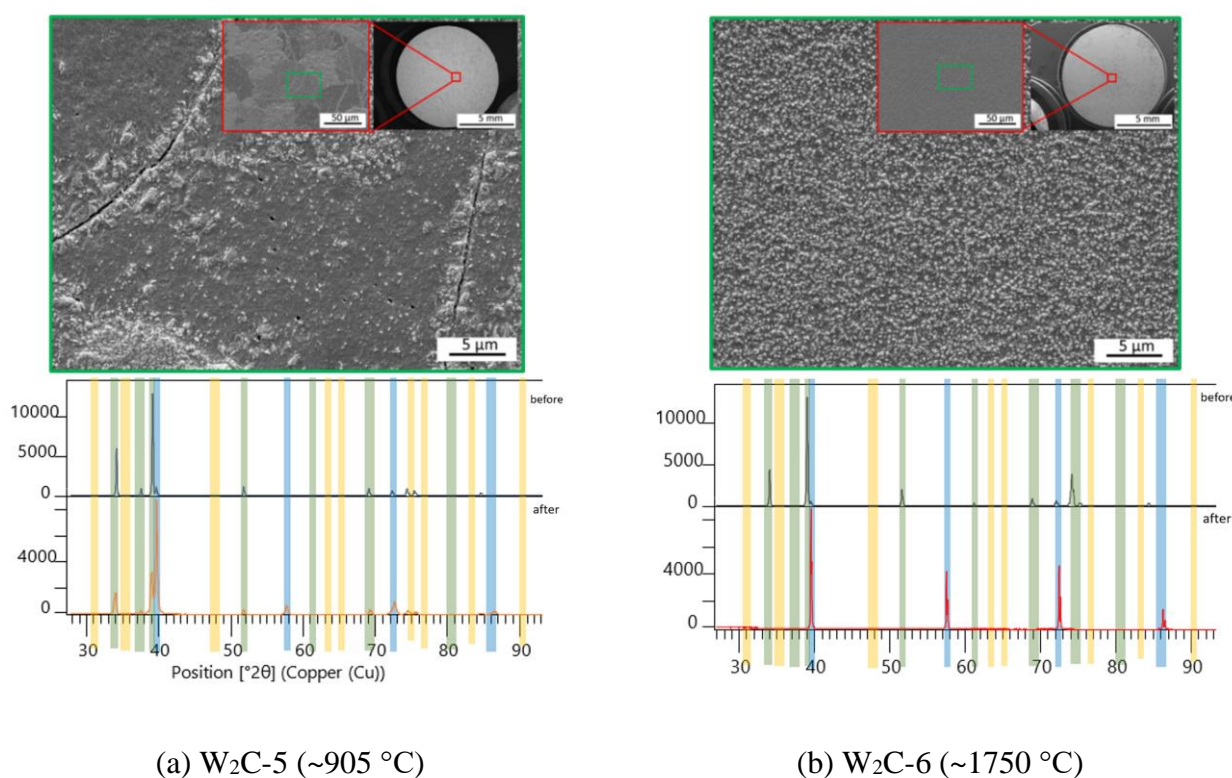 50 μm
5 mm
5 μm
50 μm
5 mm
5 μm
before
10000
5000
0
after
4000
0
30 40 50 60 70 80 90
Position [°2θ] (Copper (Cu))
before
10000
5000
0
after
4000
0
30 40 50 60 70 80 90
(a) W₂C-5 (~905 °C)
(b) W₂C-6 (~1750 °C)